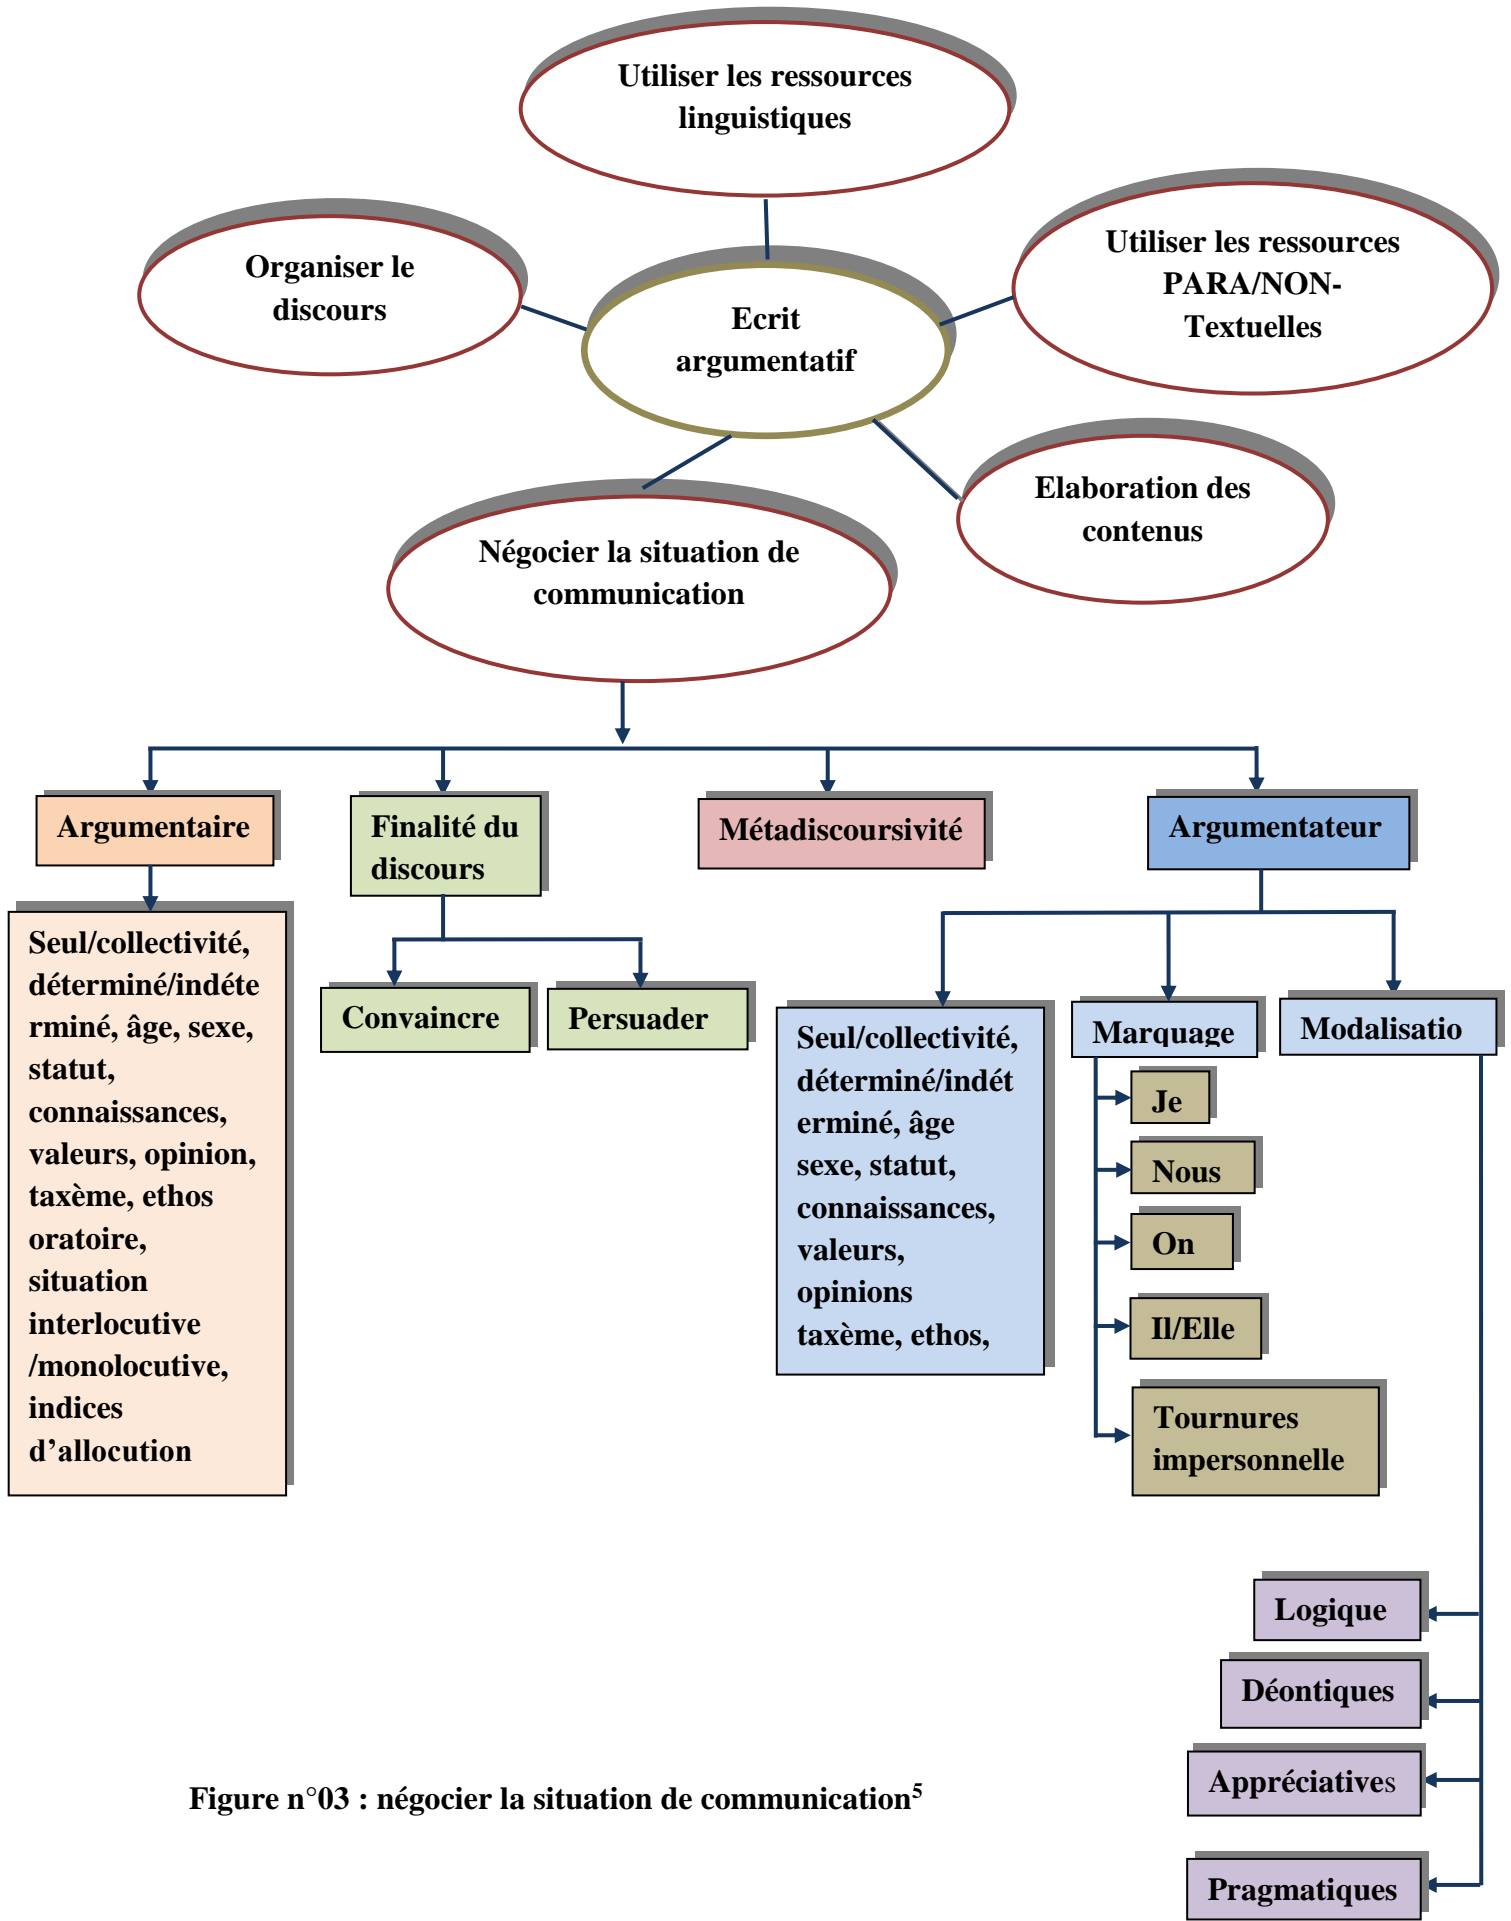 Utiliser les ressources
linguistiques
Organiser le
discours
Utiliser les ressources
PARA/NON-
Textuelles
Ecrit
argumentatif
Elaboration des
contenus
Négocier la situation de
communication
Argumentaire
Finalité du
discours
Métadiscoursivité
Argumentateur
Seul/collectivité,
déterminé/indéte
rminé, âge, sexe,
statut,
connaissances,
valeurs, opinion,
taxème, ethos
oratoire,
situation
interlocutive
/monolocutive,
indices
d’allocution
Convaincre
Persuader
Seul/collectivité,
déterminé/indét
erminé, âge
sexe, statut,
connaissances,
valeurs,
opinions
taxème, ethos,
Marquage
Modalisatio
Je
Nous
On
Il/Elle
Tournures
impersonnelle
Logique
Déontiques
Appréciatives
Pragmatiques
Figure n°03 : négocier la situation de communication⁵